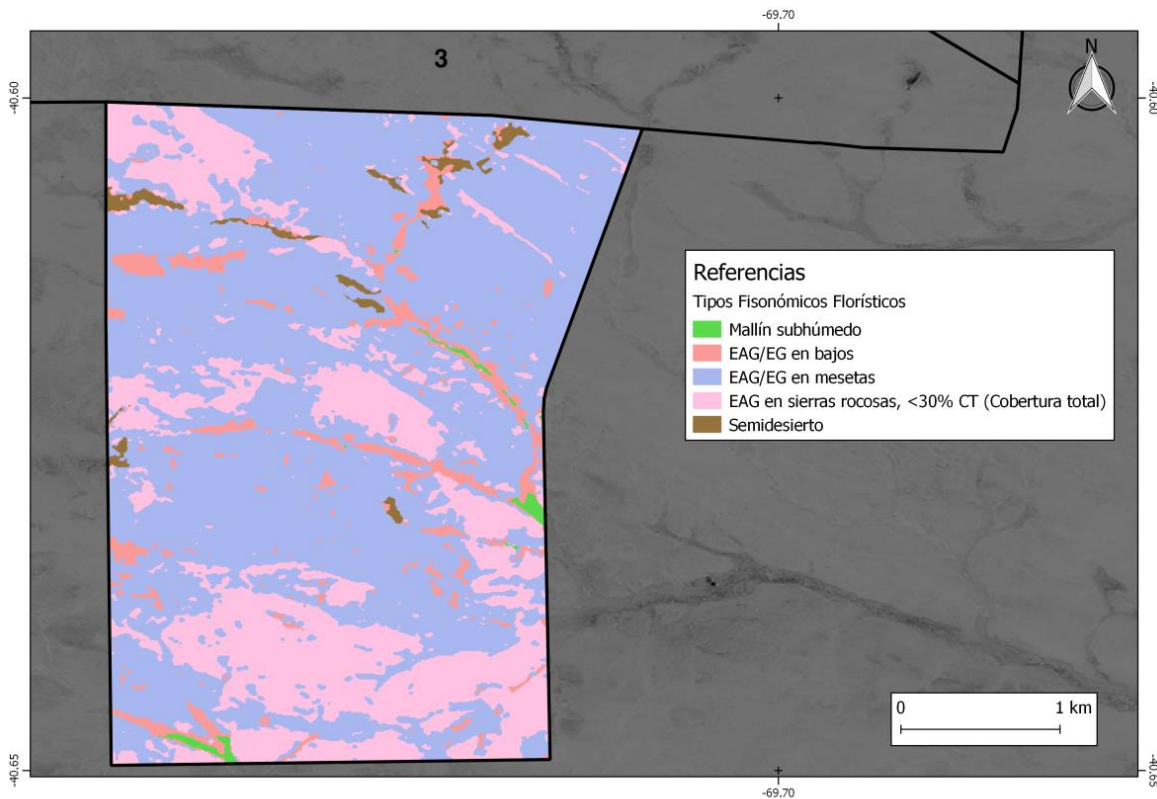 -69.70
3
N
-40.60
-40.60
Referencias
Tipos Fisonómicos Florísticos
Mallín subhúmedo
EAG/EG en bajos
EAG/EG en mesetas
EAG en sierras rocosas, <30% CT (Cobertura total)
Semidesierto
0 1 km
-40.65
-40.65
-69.70